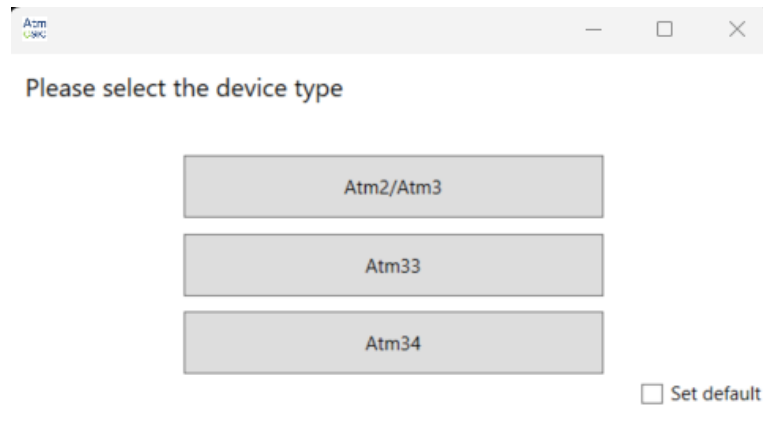 Please select the device type
Atm2/Atm3
Atm33
Atm34
Set default